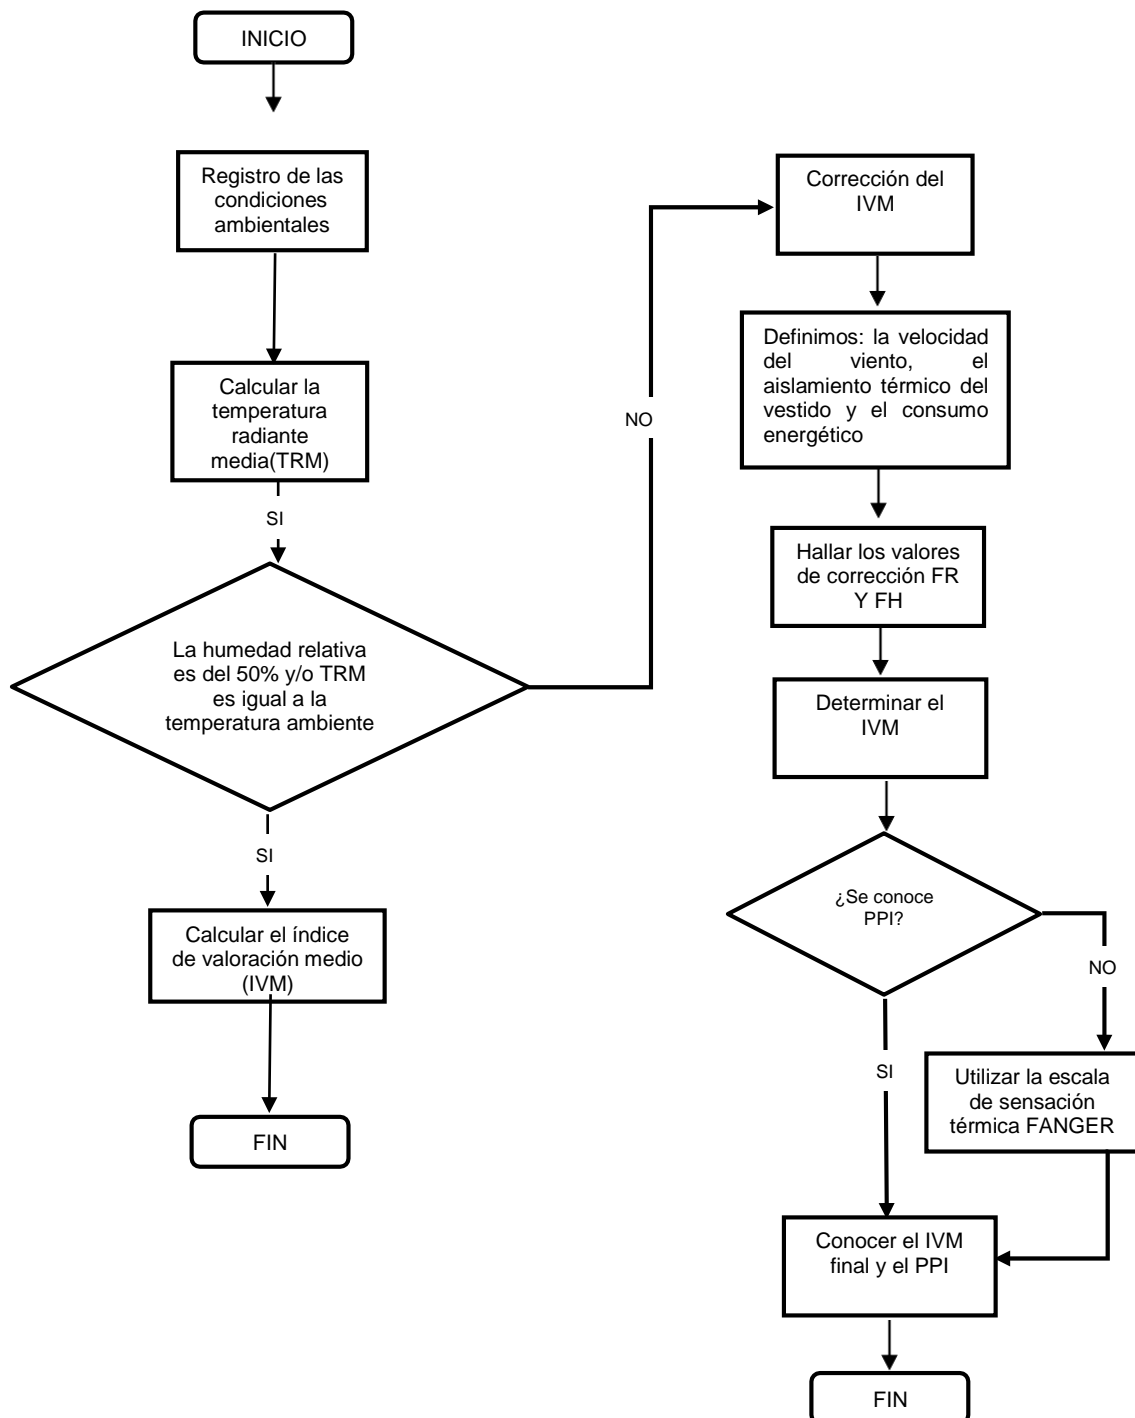 INICIO
Registro de las
condiciones
ambientales
Calcular la
temperatura
radiante
media(TRM)
SI
La humedad relativa
es del 50% y/o TRM
es igual a la
temperatura ambiente
SI
Calcular el índice
de valoración medio
(IVM)
FIN
NO
Corrección del
IVM
Definimos: la velocidad
del viento, el
aislamiento térmico del
vestido y el consumo
energético
Hallar los valores
de corrección FR
Y FH
Determinar el
IVM
¿Se conoce
PPI?
NO
SI
Utilizar la escala
de sensación
térmica FANGER
Conocer el IVM
final y el PPI
FIN